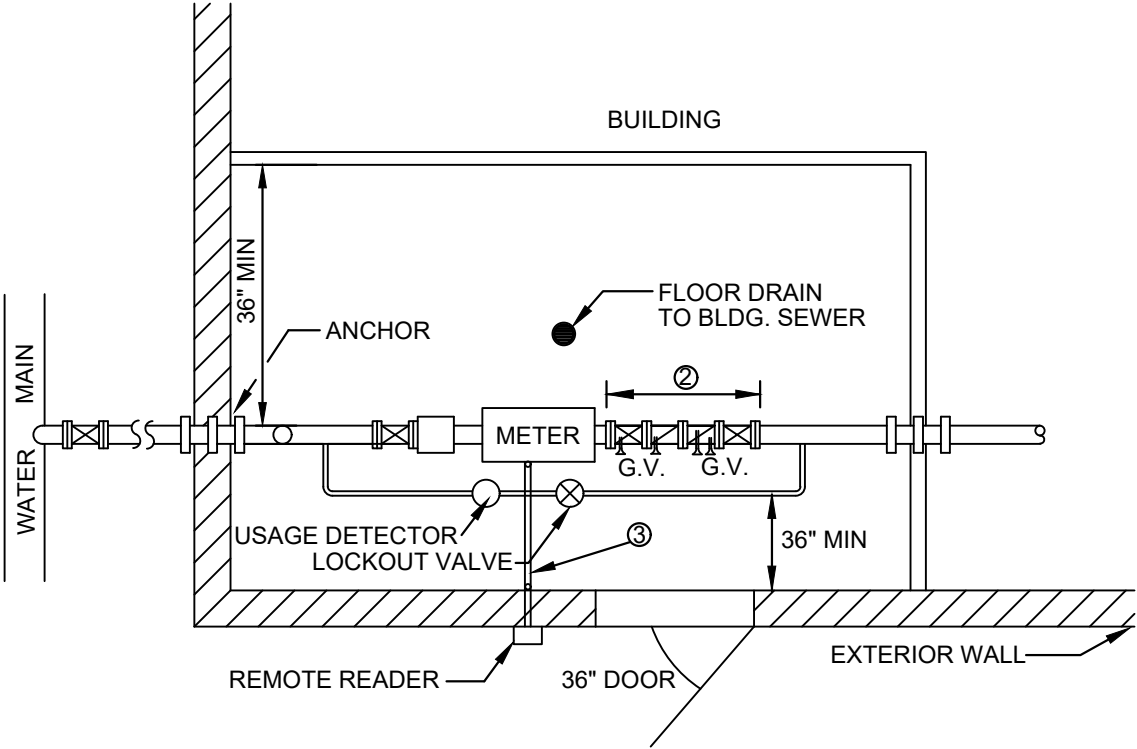 BUILDING
36" MIN
FLOOR DRAIN
TO BLDG. SEWER
ANCHOR
WATER MAIN
②
METER
G.V.
G.V.
USAGE DETECTOR
LOCKOUT VALVE
③
36" MIN
REMOTE READER
36" DOOR
EXTERIOR WALL